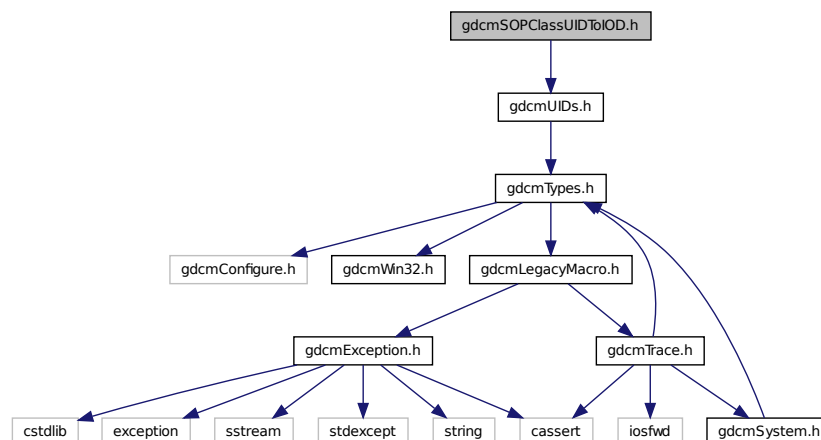 gdcmSOPClassUIDToIOD.h
gdcmUIDs.h
gdcmTypes.h
gdcmConfigure.h
gdcmWin32.h
gdcmLegacyMacro.h
gdcmException.h
gdcmTrace.h
cstdlib
exception
sstream
stdexcept
string
cassert
iosfwd
gdcmSystem.h